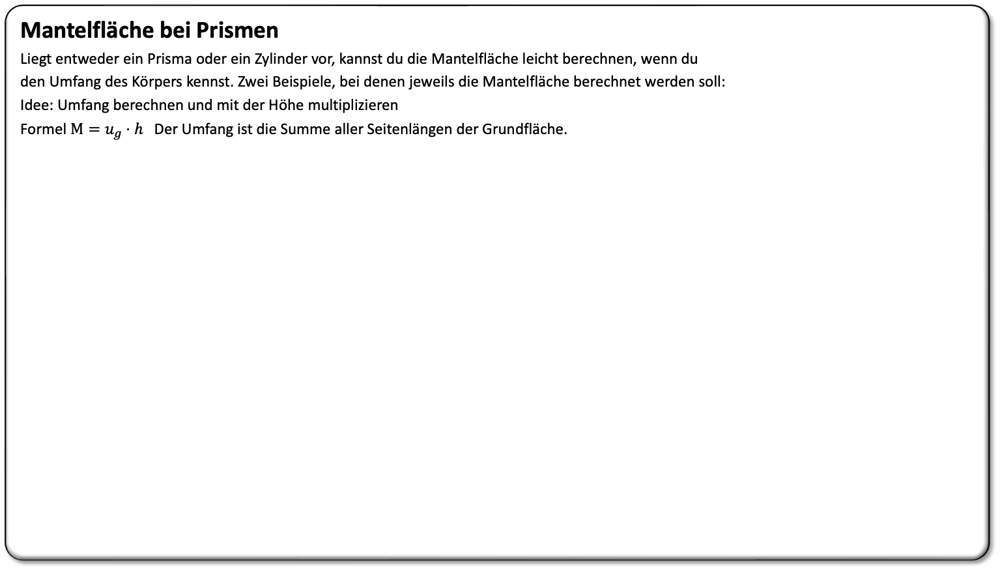 Mantelfläche bei Prismen
Liegt entweder ein Prisma oder ein Zylinder vor, kannst du die Mantelfläche leicht berechnen, wenn du
den Umfang des Körpers kennst. Zwei Beispiele, bei denen jeweils die Mantelfläche berechnet werden soll:
Idee: Umfang berechnen und mit der Höhe multiplizieren
Formel M = u_g · h Der Umfang ist die Summe aller Seitenlängen der Grundfläche.